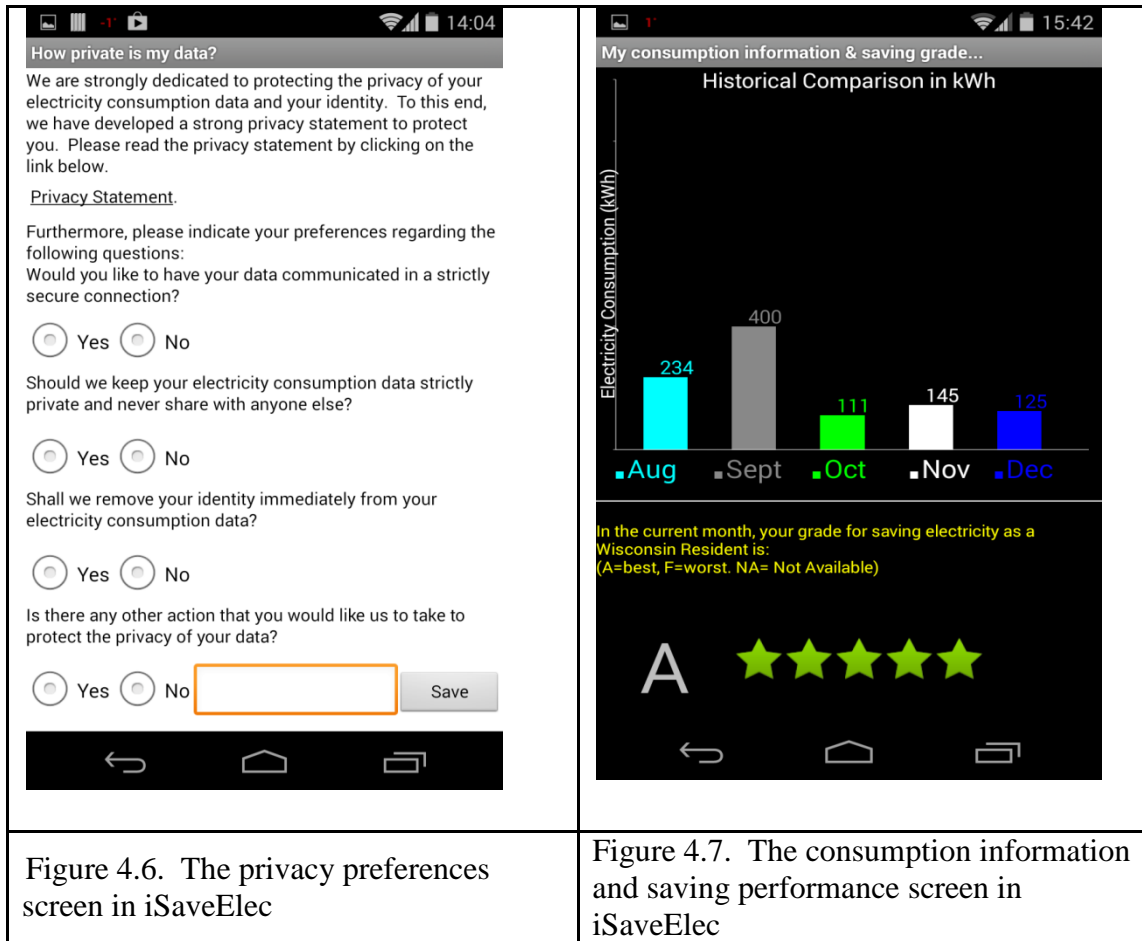 -1°
14:04
How private is my data?
We are strongly dedicated to protecting the privacy of your
electricity consumption data and your identity.  To this end,
we have developed a strong privacy statement to protect
you.  Please read the privacy statement by clicking on the
link below.
Privacy Statement.
Furthermore, please indicate your preferences regarding the
following questions:
Would you like to have your data communicated in a strictly
secure connection?
Yes No
Should we keep your electricity consumption data strictly
private and never share with anyone else?
Yes No
Shall we remove your identity immediately from your
electricity consumption data?
Yes No
Is there any other action that you would like us to take to
protect the privacy of your data?
Yes No Save
Figure 4.6.  The privacy preferences
screen in iSaveElec
1°
15:42
My consumption information & saving grade...
Historical Comparison in kWh
Electricity Consumption (kWh)
234
400
111
145
125
Aug Sept Oct Nov Dec
In the current month, your grade for saving electricity as a
Wisconsin Resident is:
(A=best, F=worst. NA= Not Available)
A
Figure 4.7.  The consumption information
and saving performance screen in
iSaveElec